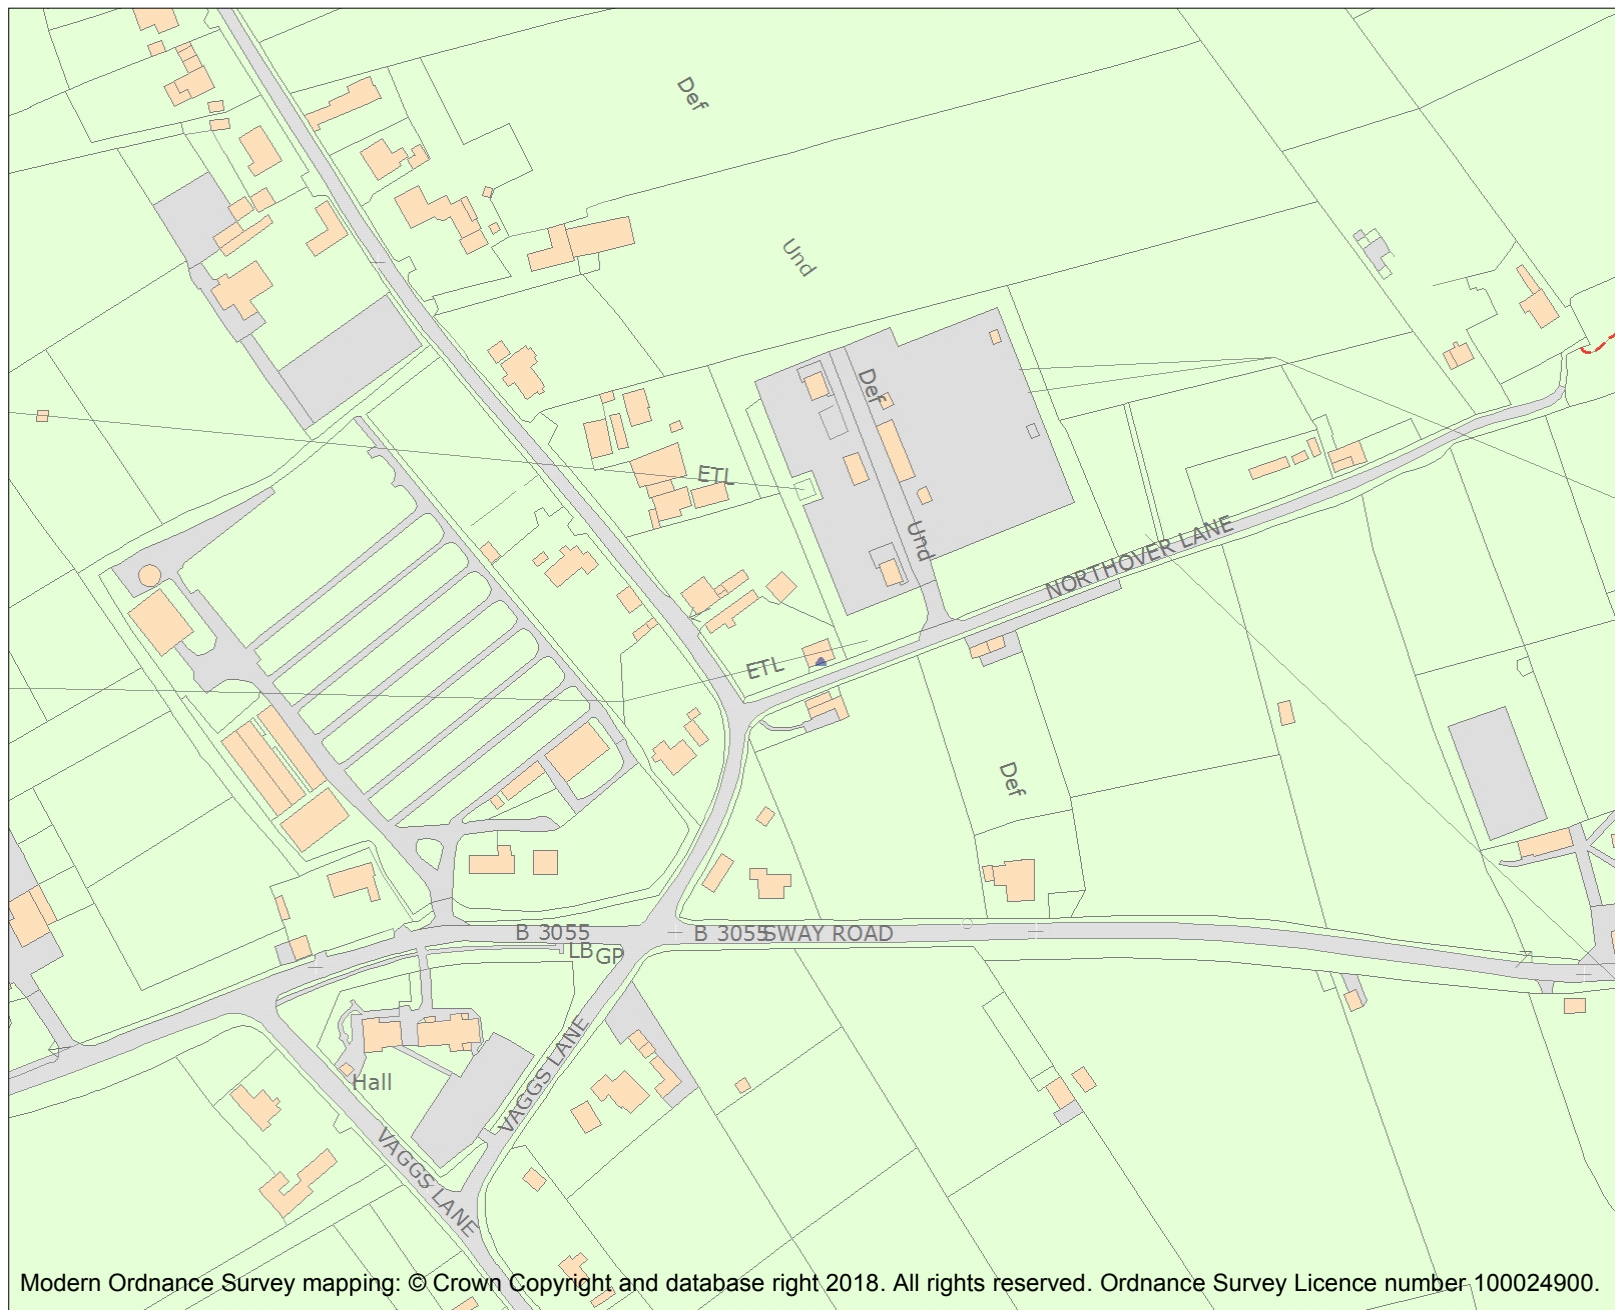 Def
Und
Def
ETL
Und
NORTHOVER LANE
ETL
Def
B 3055
B 3055
SWAY ROAD
LB
GP
VAGGS LANE
Hall
VAGGS LANE
Modern Ordnance Survey mapping: © Crown Copyright and database right 2018. All rights reserved. Ordnance Survey Licence number 100024900.